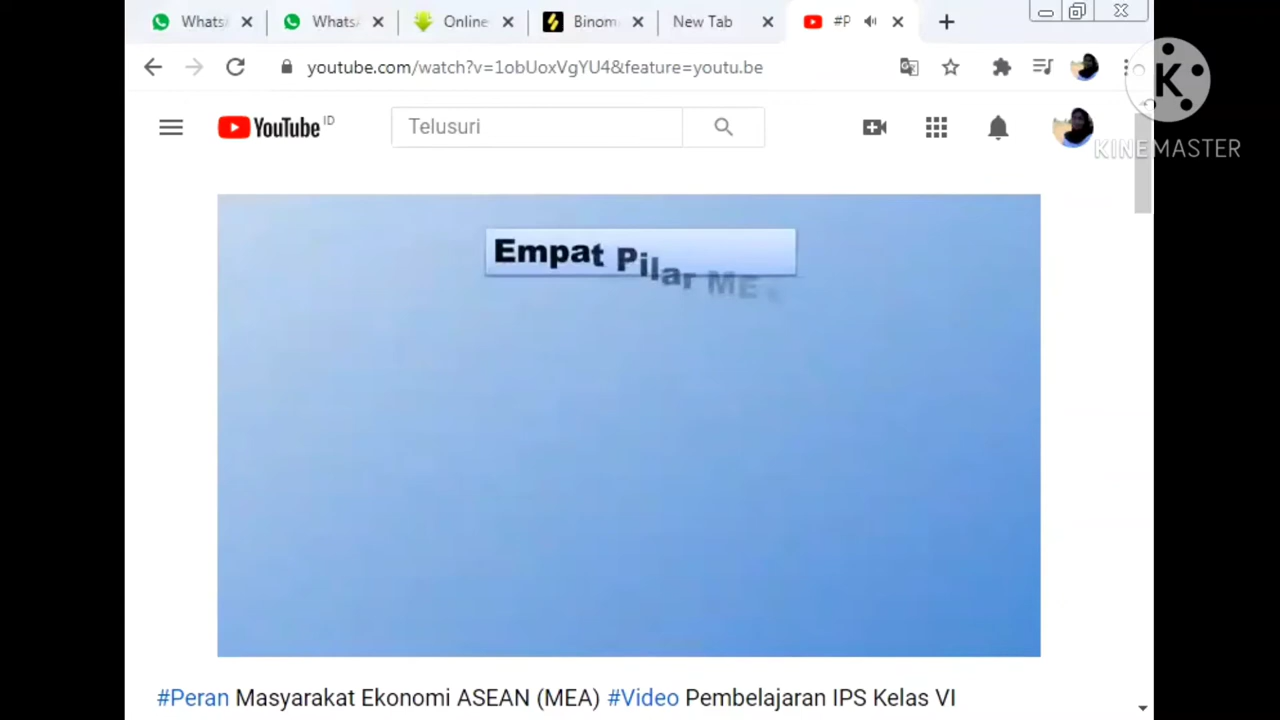 Whats
Whats
Online
Binom
New Tab
#P
youtube.com/watch?v=1obUoxVgYU4&feature=youtu.be
YouTube ID
Telusuri
K
KINEMASTER
Empat Pilar ME
#Peran Masyarakat Ekonomi ASEAN (MEA) #Video Pembelajaran IPS Kelas VI